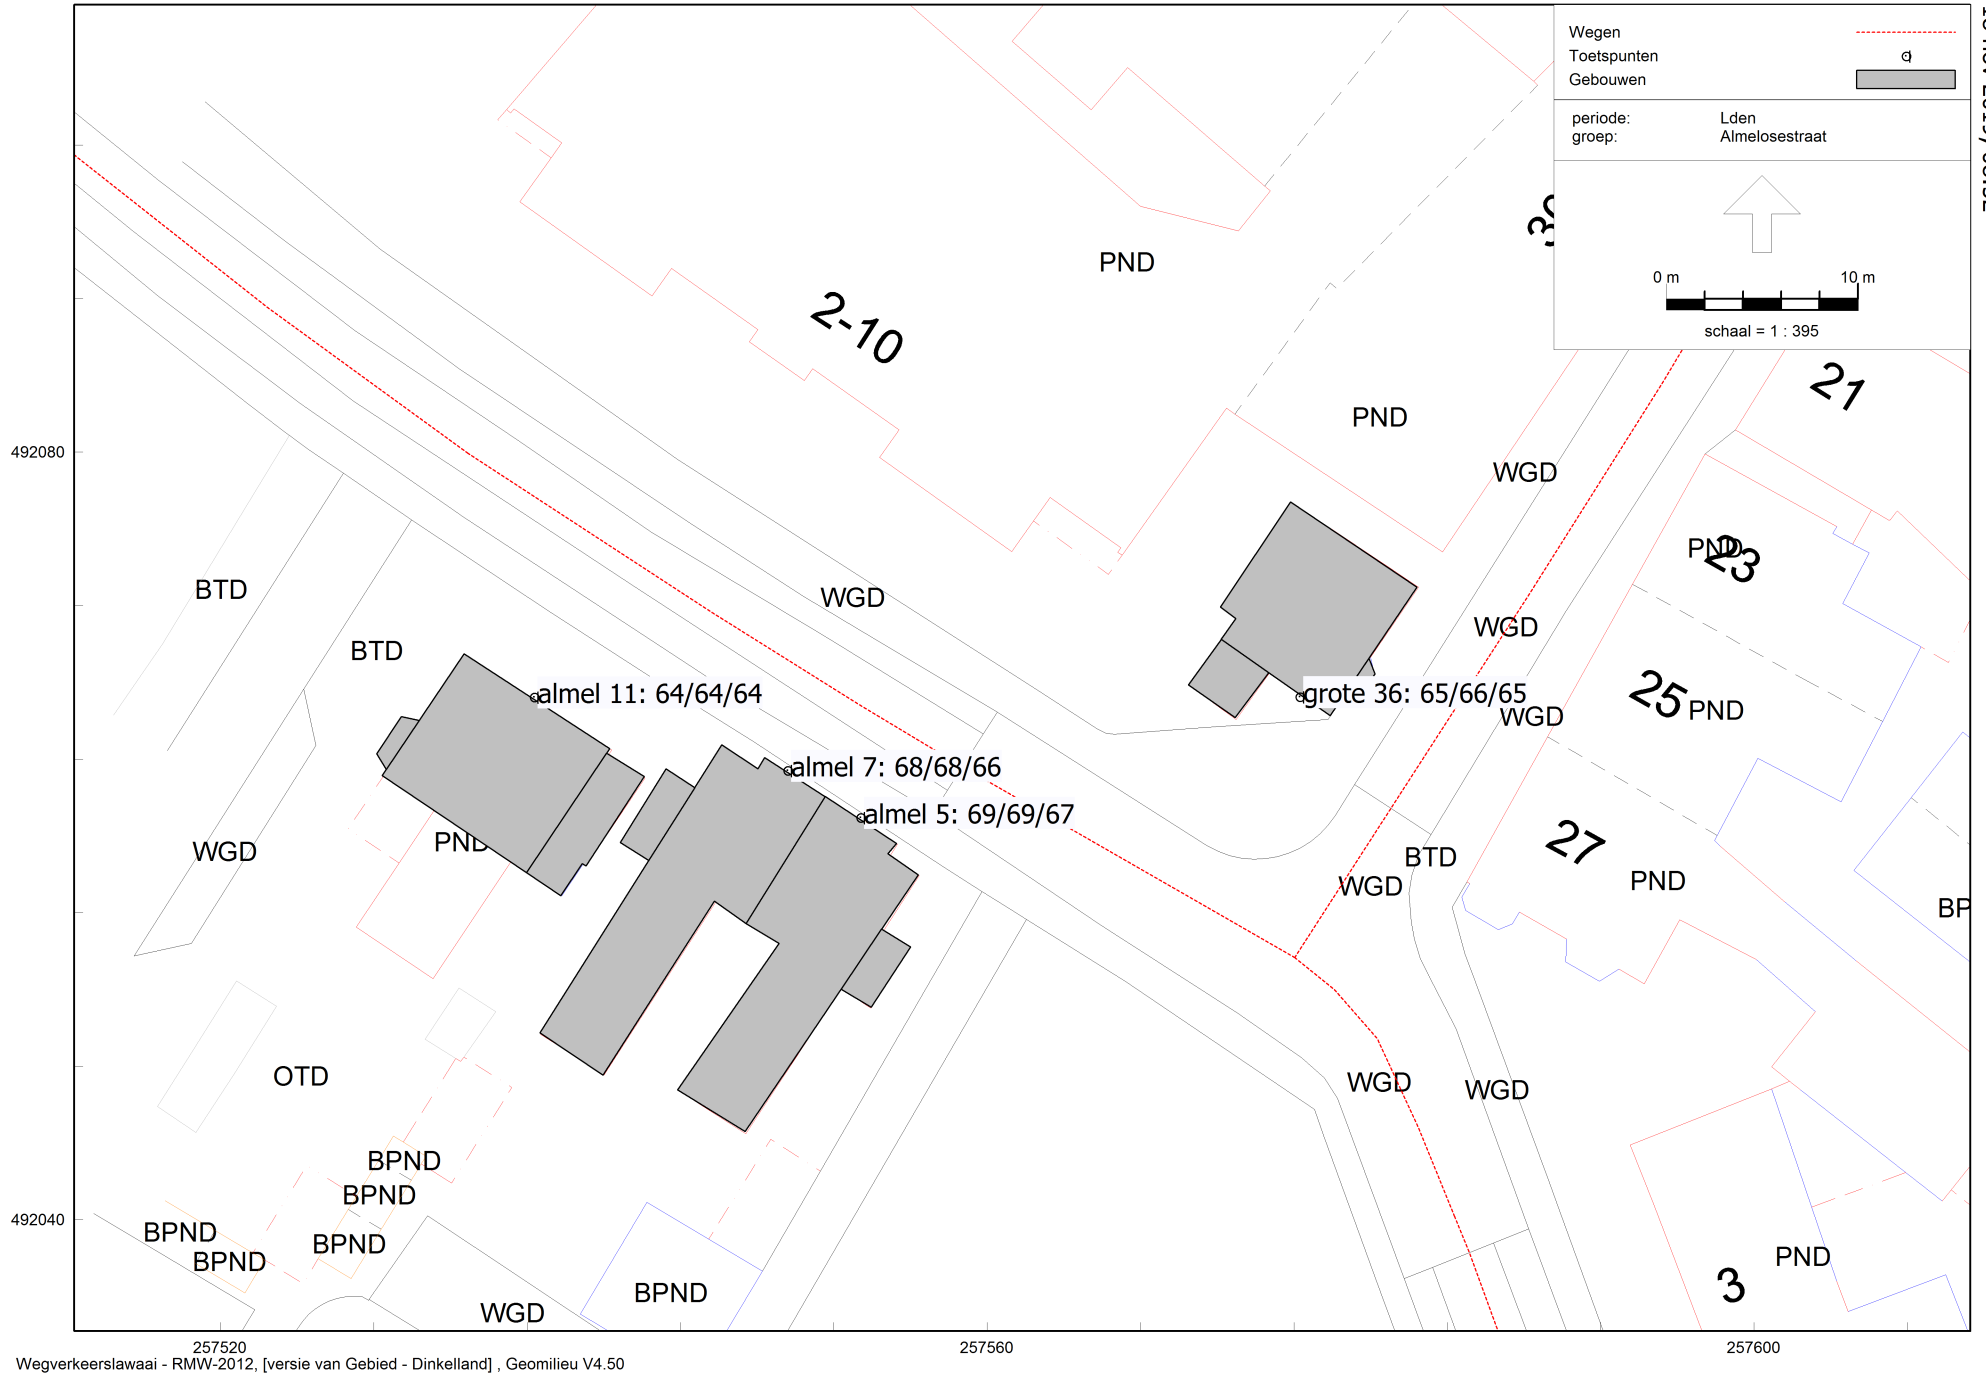 Wegen
Toetspunten
Gebouwen
periode: Lden
groep: Almelosestraat
0 m 10 m
schaal = 1 : 395
PND
2-10
21
PND
492080
WGD
PND
23
BTD
WGD
WGD
BTD
almel 11: 64/64/64
grote 36: 65/66/65
25
PND
WGD
almel 7: 68/68/66
almel 5: 69/69/67
PND
WGD
27
BTD
WGD
PND
BP
OTD
WGD
WGD
BPND
BPND
492040
BPND
BPND
BPND
PND
3
BPND
WGD
257520 257560 257600
Wegverkeerslawaai - RMW-2012, [versie van Gebied - Dinkelland] , Geomilieu V4.50